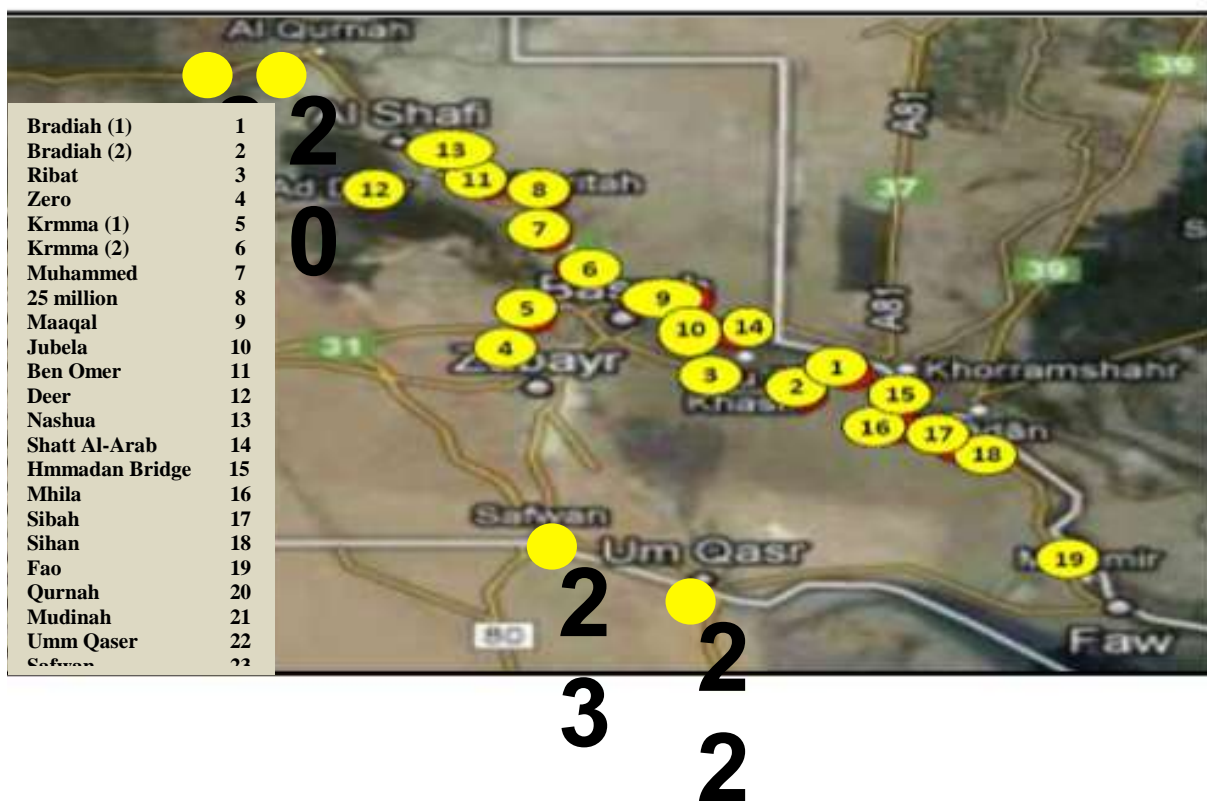 Al Qurnah
39
2
0
Al Shafi
A81
Bradiah (1) 1
Bradiah (2) 2
Ribat 3
Zero 4
Krmma (1) 5
Krmma (2) 6
Muhammed 7
25 million 8
Maaqal 9
Jubela 10
Ben Omer 11
Deer 12
Nashua 13
Shatt Al-Arab 14
Hmmadan Bridge 15
Mhila 16
Sibah 17
Sihan 18
Fao 19
Qurnah 20
Mudinah 21
Umm Qaser 22
Safwan 23
13
11
12
8
37
7
6
39
9
5
10
14
A81
31
4
3
1
2
Khorramshahr
15
16
17
18
Safwan
Um Qasr
19
80
Faw
2
3
2
2